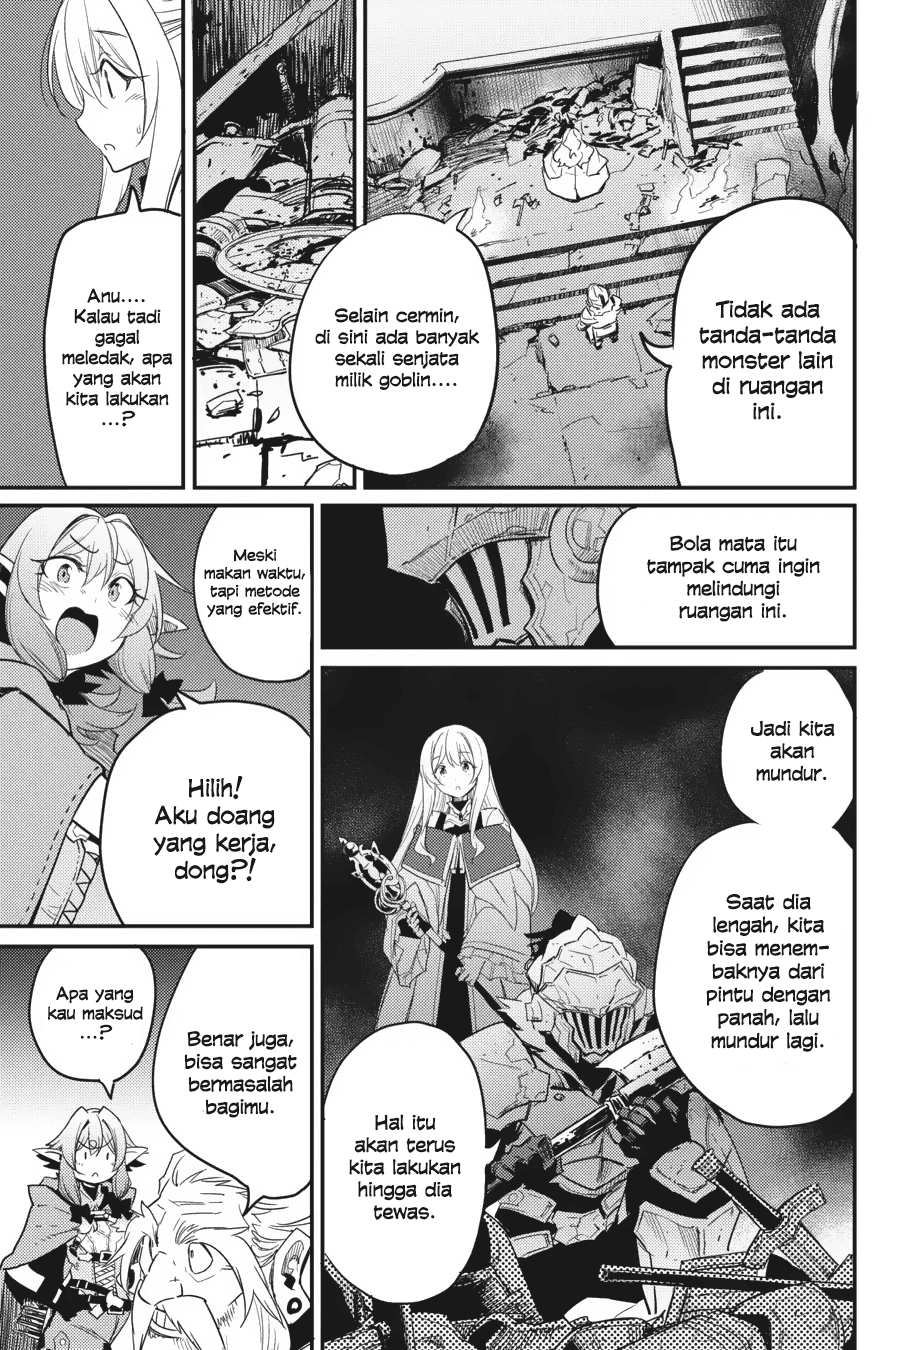 Tidak ada
tanda-tanda
monster lain
di ruangan
ini.
Selain cermin,
di sini ada banyak
sekali senjata
milik goblin....
Anu....
Kalau tadi
gagal
meledak, apa
yang akan
kita lakukan
...?
Bola mata itu
tampak cuma ingin
melindungi
ruangan ini.
Jadi kita
akan
mundur.
Saat dia
lengah, kita
bisa menem-
baknya dari
pintu dengan
panah, lalu
mundur lagi.
Hal itu
akan terus
kita lakukan
hingga dia
tewas.
Meski
makan waktu,
tapi metode
yang efektif.
Hilih!
Aku doang
yang kerja,
dong?!
Benar juga,
bisa sangat
bermasalah
bagimu.
Apa yang
kau maksud
...?